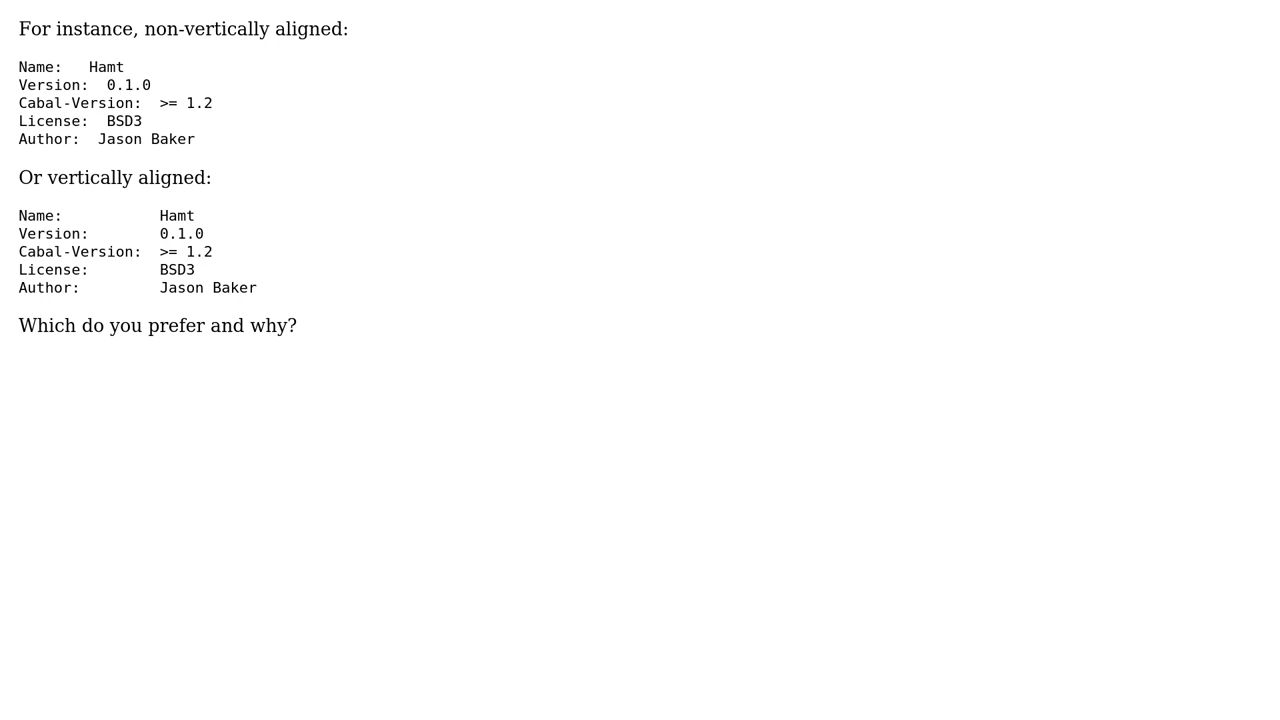 For instance, non-vertically aligned:
Name:   Hamt
Version:  0.1.0
Cabal-Version:  >= 1.2
License:  BSD3
Author:  Jason Baker
Or vertically aligned:
Name:           Hamt
Version:        0.1.0
Cabal-Version:  >= 1.2
License:        BSD3
Author:         Jason Baker
Which do you prefer and why?